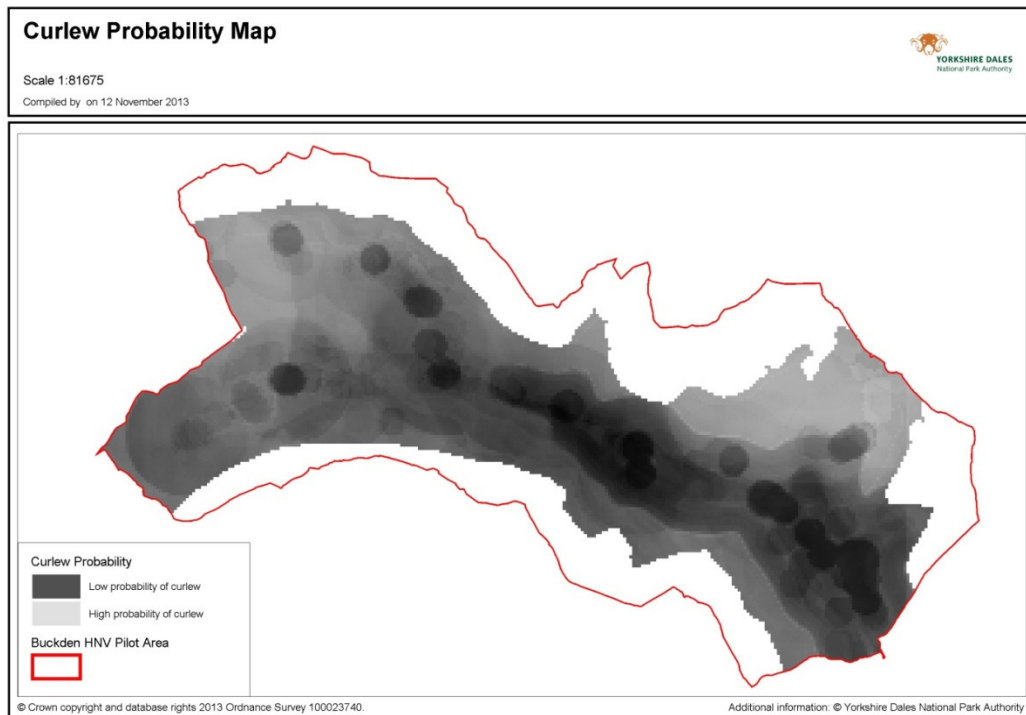 Curlew Probability Map
Scale 1:81675
Compiled by on 12 November 2013
YORKSHIRE DALES
National Park Authority
Curlew Probability
Low probability of curlew
High probability of curlew
Buckden HNV Pilot Area
© Crown copyright and database rights 2013 Ordnance Survey 100023740.
Additional information: © Yorkshire Dales National Park Authority